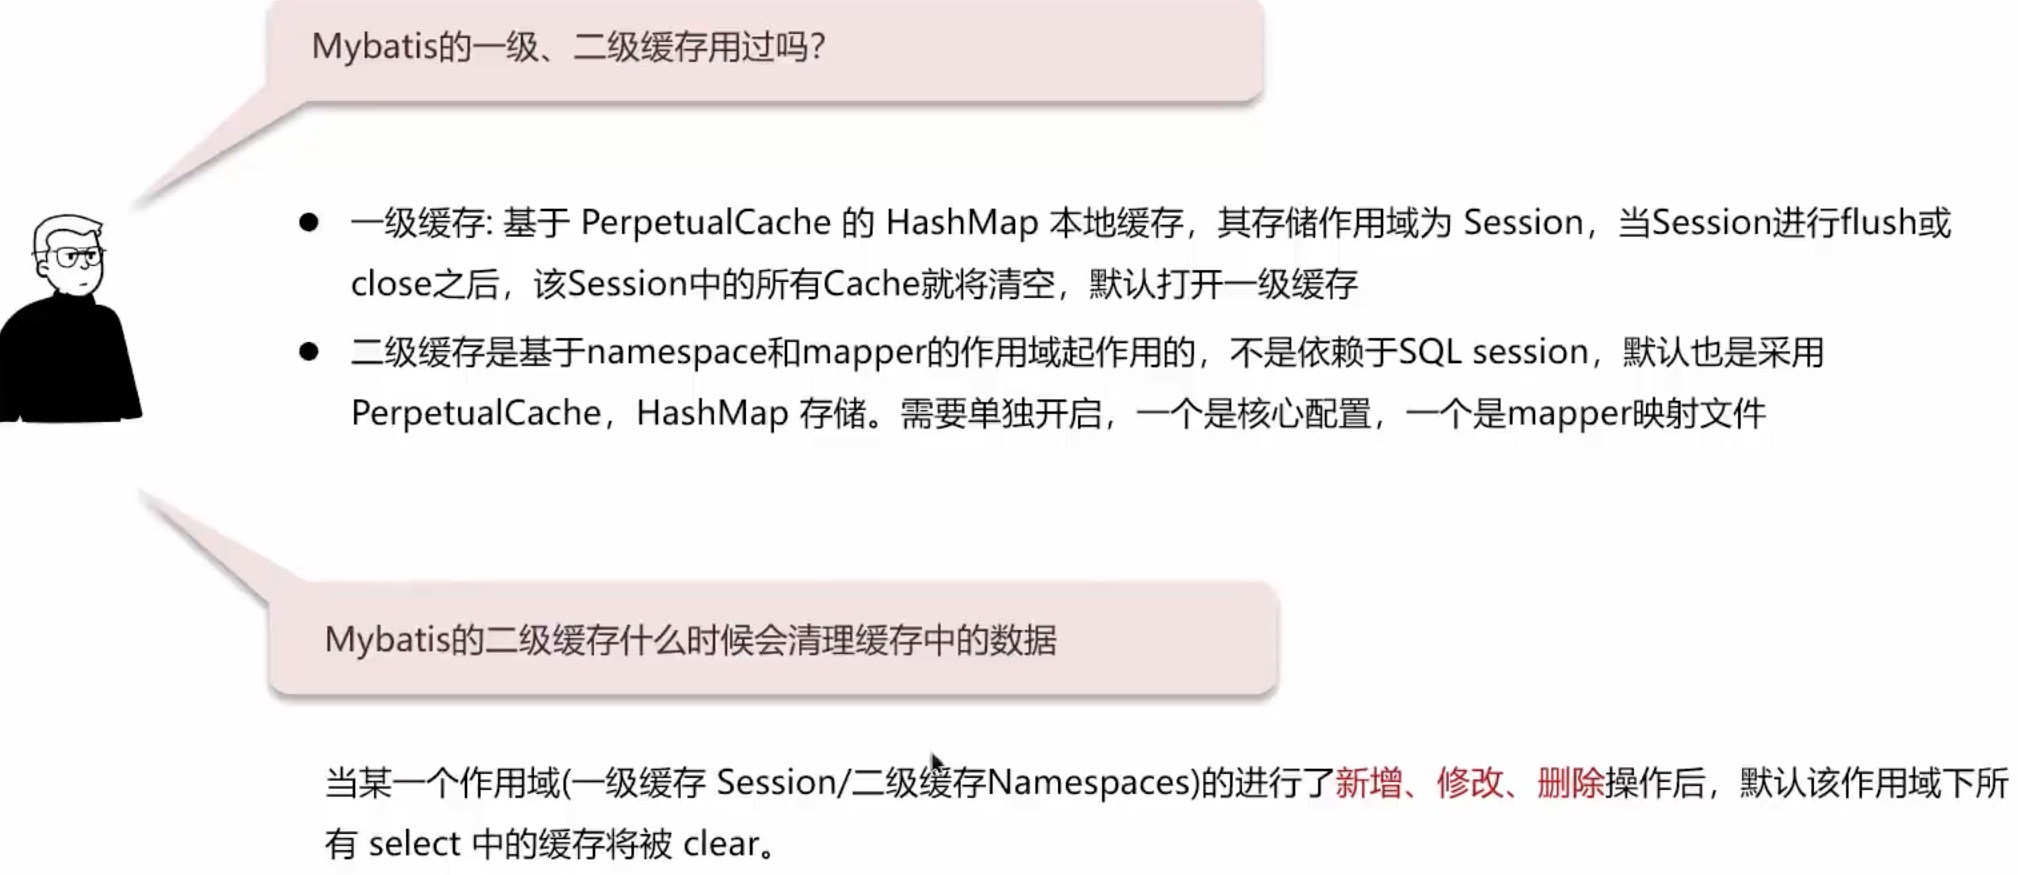 Mybatis的一级、二级缓存用过吗?
一级缓存: 基于 PerpetualCache 的 HashMap 本地缓存，其存储作用域为 Session，当Session进行flush或
close之后，该Session中的所有Cache就将清空，默认打开一级缓存
二级缓存是基于namespace和mapper的作用域起作用的，不是依赖于SQL session，默认也是采用
PerpetualCache，HashMap 存储。需要单独开启，一个是核心配置，一个是mapper映射文件
Mybatis的二级缓存什么时候会清理缓存中的数据
当某一个作用域(一级缓存 Session/二级缓存Namespaces)的进行了新增、修改、删除操作后，默认该作用域下所
有 select 中的缓存将被 clear。